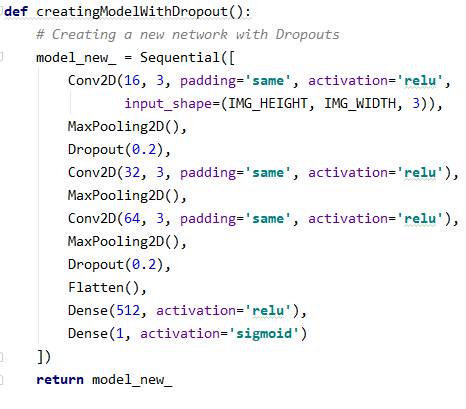 def creatingModelWithDropout():
    # Creating a new network with Dropouts
    model_new_ = Sequential([
        Conv2D(16, 3, padding='same', activation='relu',
               input_shape=(IMG_HEIGHT, IMG_WIDTH, 3)),
        MaxPooling2D(),
        Dropout(0.2),
        Conv2D(32, 3, padding='same', activation='relu'),
        MaxPooling2D(),
        Conv2D(64, 3, padding='same', activation='relu'),
        MaxPooling2D(),
        Dropout(0.2),
        Flatten(),
        Dense(512, activation='relu'),
        Dense(1, activation='sigmoid')
    ])
    return model_new_